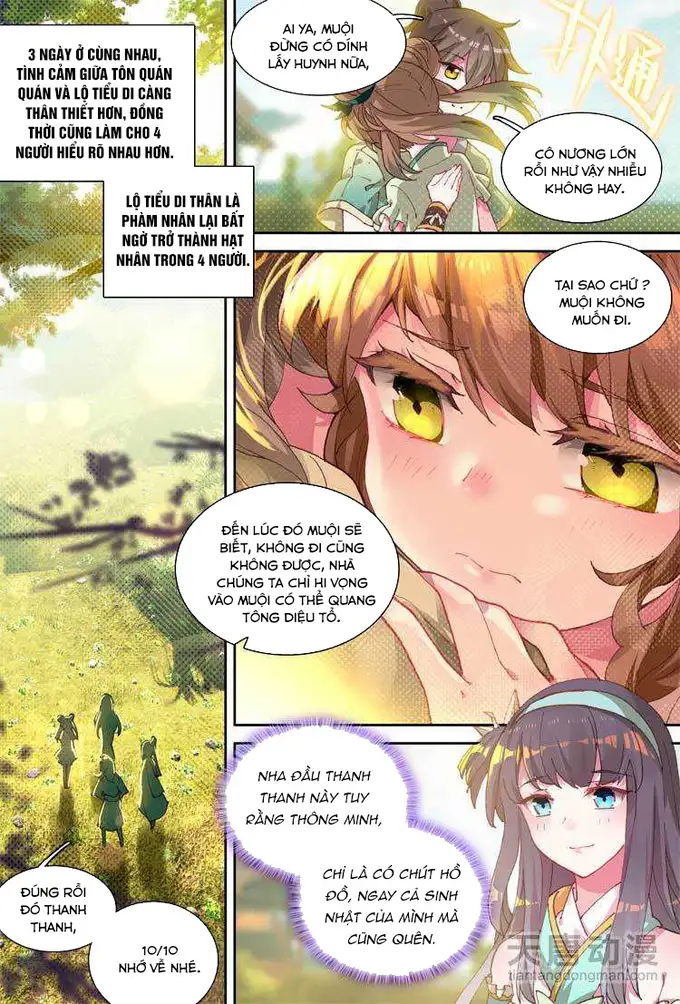 3 NGÀY Ở CÙNG NHAU,
TÌNH CẢM GIỮA TÔN QUÁN
QUÁN VÀ LỘ TIỂU DI CÀNG
THÂN THIẾT HƠN, ĐỒNG
THỜI CŨNG LÀM CHO 4
NGƯỜI HIỂU RÕ NHAU HƠN.
LỘ TIỂU DI THÂN LÀ
PHÀM NHÂN LẠI BẤT
NGỜ TRỞ THÀNH HẠT
NHÂN TRONG 4 NGƯỜI.
AI YA, MUỘI
ĐỪNG CÓ DÍNH
LẤY HUYNH NỮA,
CÔ NƯƠNG LỚN
RỒI NHƯ VẬY NHIỀU
KHÔNG HAY.
TẠI SAO CHỨ ?
MUỘI KHÔNG
MUỐN ĐI.
ĐẾN LÚC ĐÓ MUỘI SẼ
BIẾT, KHÔNG ĐI CŨNG
KHÔNG ĐƯỢC, NHÀ
CHÚNG TA CHỈ HI VỌNG
VÀO MUỘI CÓ THỂ QUANG
TÔNG DIỆU TỔ.
ĐÚNG RỒI
ĐÓ THANH
THANH,
10/10
NHỚ VỀ NHÉ.
NHA ĐẦU THANH
THANH NÀY TUY
RẰNG THÔNG MINH,
CHỈ LÀ CÓ CHÚT HỒ
ĐỒ, NGAY CẢ SINH
NHẬT CỦA MÌNH MÀ
CŨNG QUÊN.
天唐动漫
tiantangdongman.com